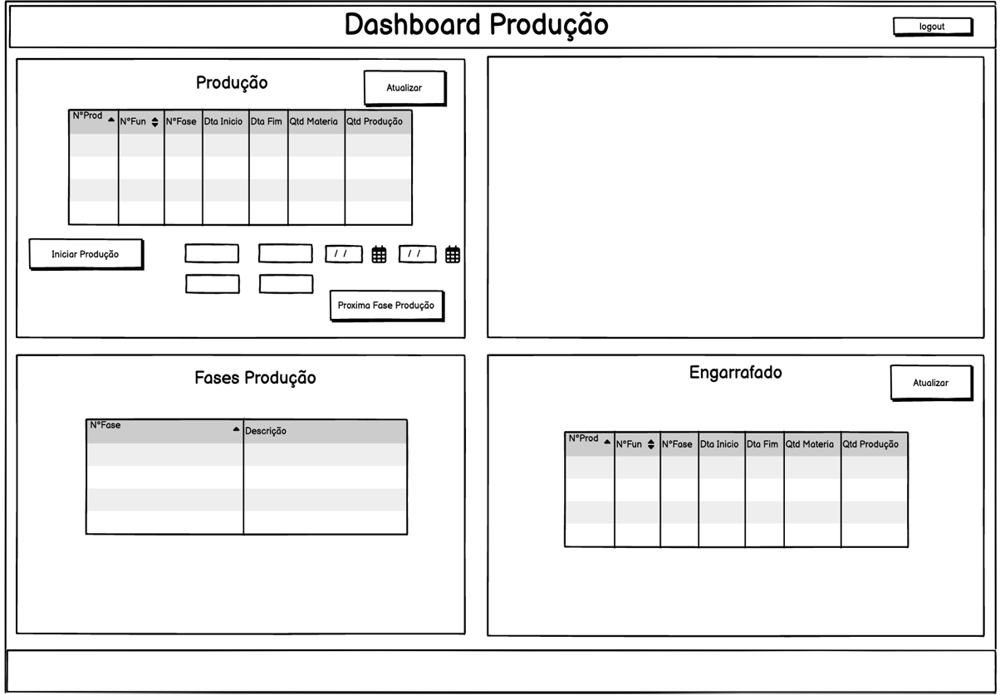 Dashboard Produção
logout
Produção
Atualizar
N°Prod N°Fun N°Fase Dta Inicio Dta Fim Qtd Materia Qtd Produção
Iniciar Produção
/ /
/ /
Proxima Fase Produção
Fases Produção
N°Fase Descrição
Engarrafado
Atualizar
N°Prod N°Fun N°Fase Dta Inicio Dta Fim Qtd Materia Qtd Produção